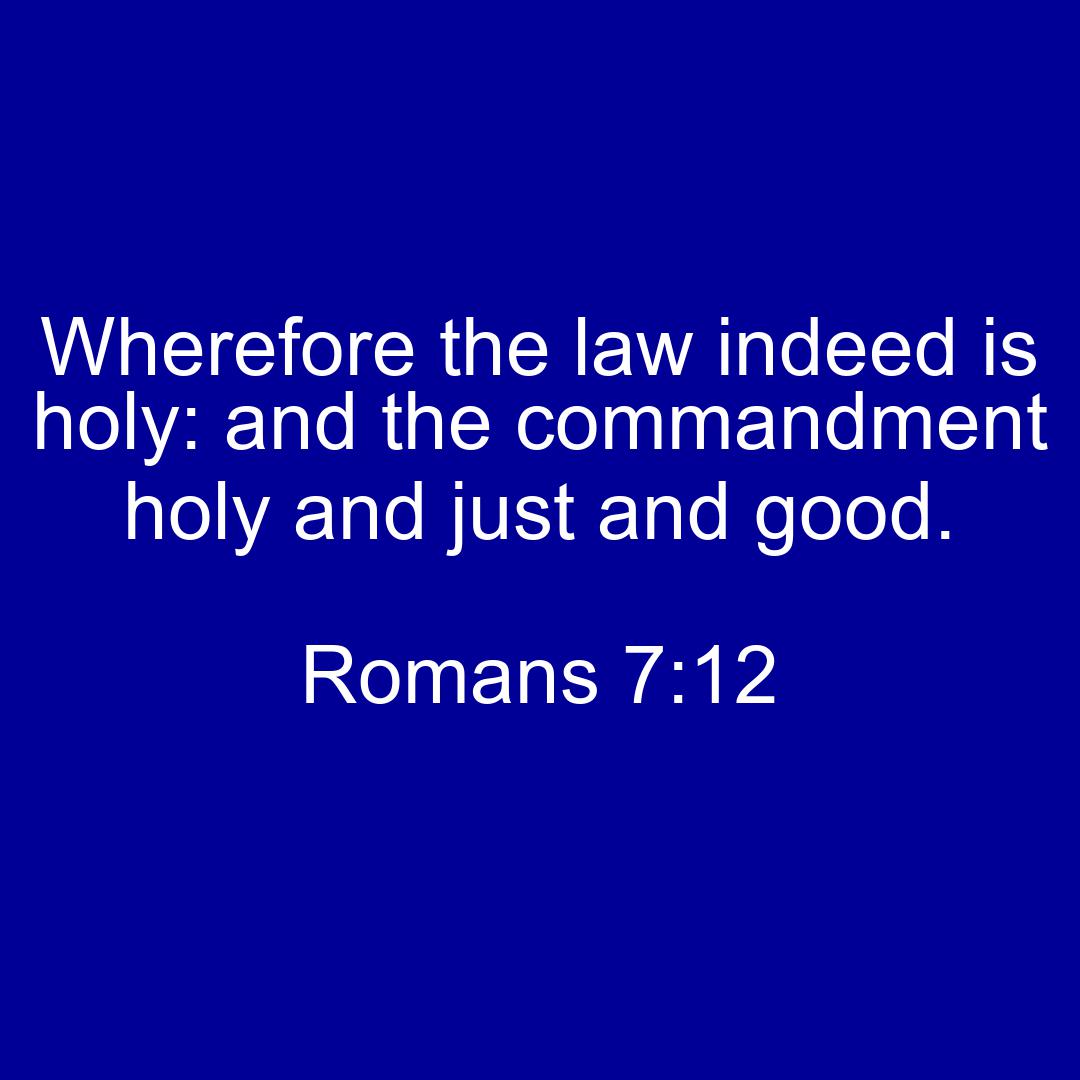 Wherefore the law indeed is
holy: and the commandment
holy and just and good.
Romans 7:12